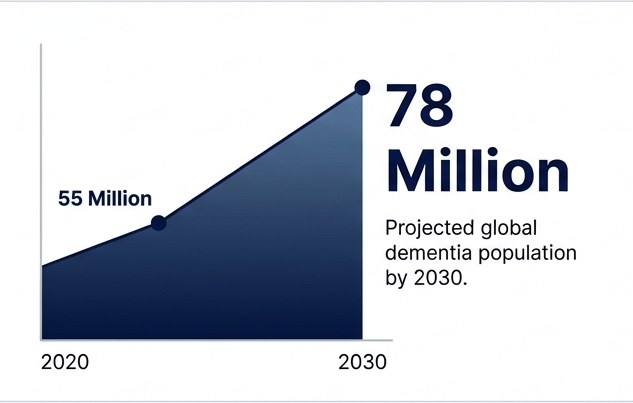 78
Million
55 Million
Projected global
dementia population
by 2030.
2020
2030